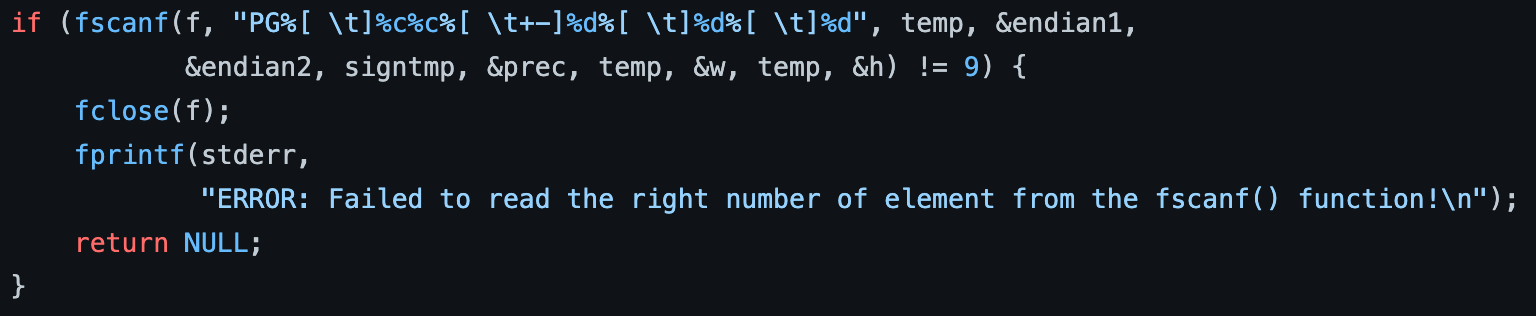 if (fscanf(f, "PG%[ \t]%c%c%[ \t+-]%d%[ \t]%d%[ \t]%d", temp, &endian1,
           &endian2, signtmp, &prec, temp, &w, temp, &h) != 9) {
    fclose(f);
    fprintf(stderr,
            "ERROR: Failed to read the right number of element from the fscanf() function!\n");
    return NULL;
}